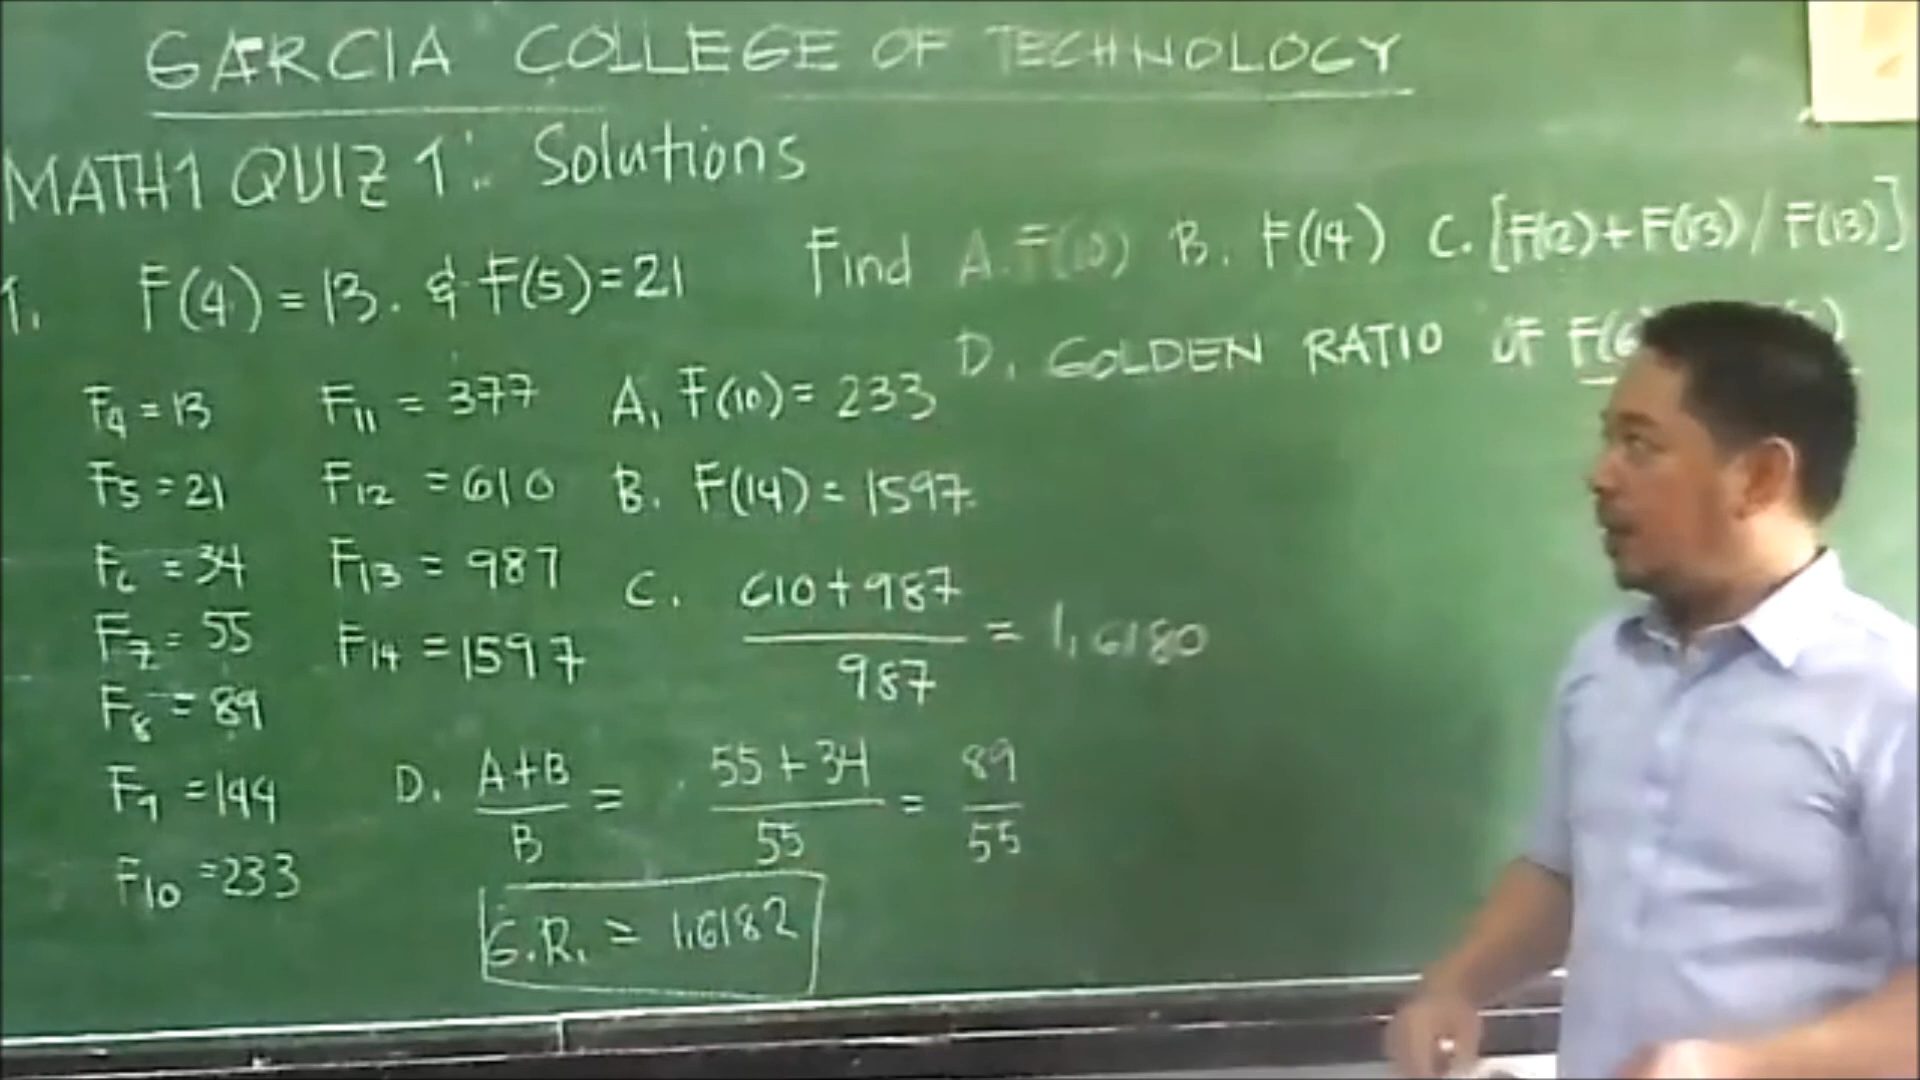 GARCIA COLLEGE OF TECHNOLOGY
MATH1 QUIZ 1: Solutions
1. F(4) = 13. & F(5) = 21 Find A. F(10) B. F(14) C. [F(12) + F(13) / F(13)]
D. GOLDEN RATIO OF F(6)
F4 = 13
F5 = 21
F6 = 34
F7 = 55
F8 = 89
F9 = 144
F10 = 233
F11 = 377
F12 = 610
F13 = 987
F14 = 1597
A. F(10) = 233
B. F(14) = 1597
C. 610 + 987 / 987 = 1.6180
D. A+B / B = 55 + 34 / 55 = 89 / 55
G.R. = 1.6182